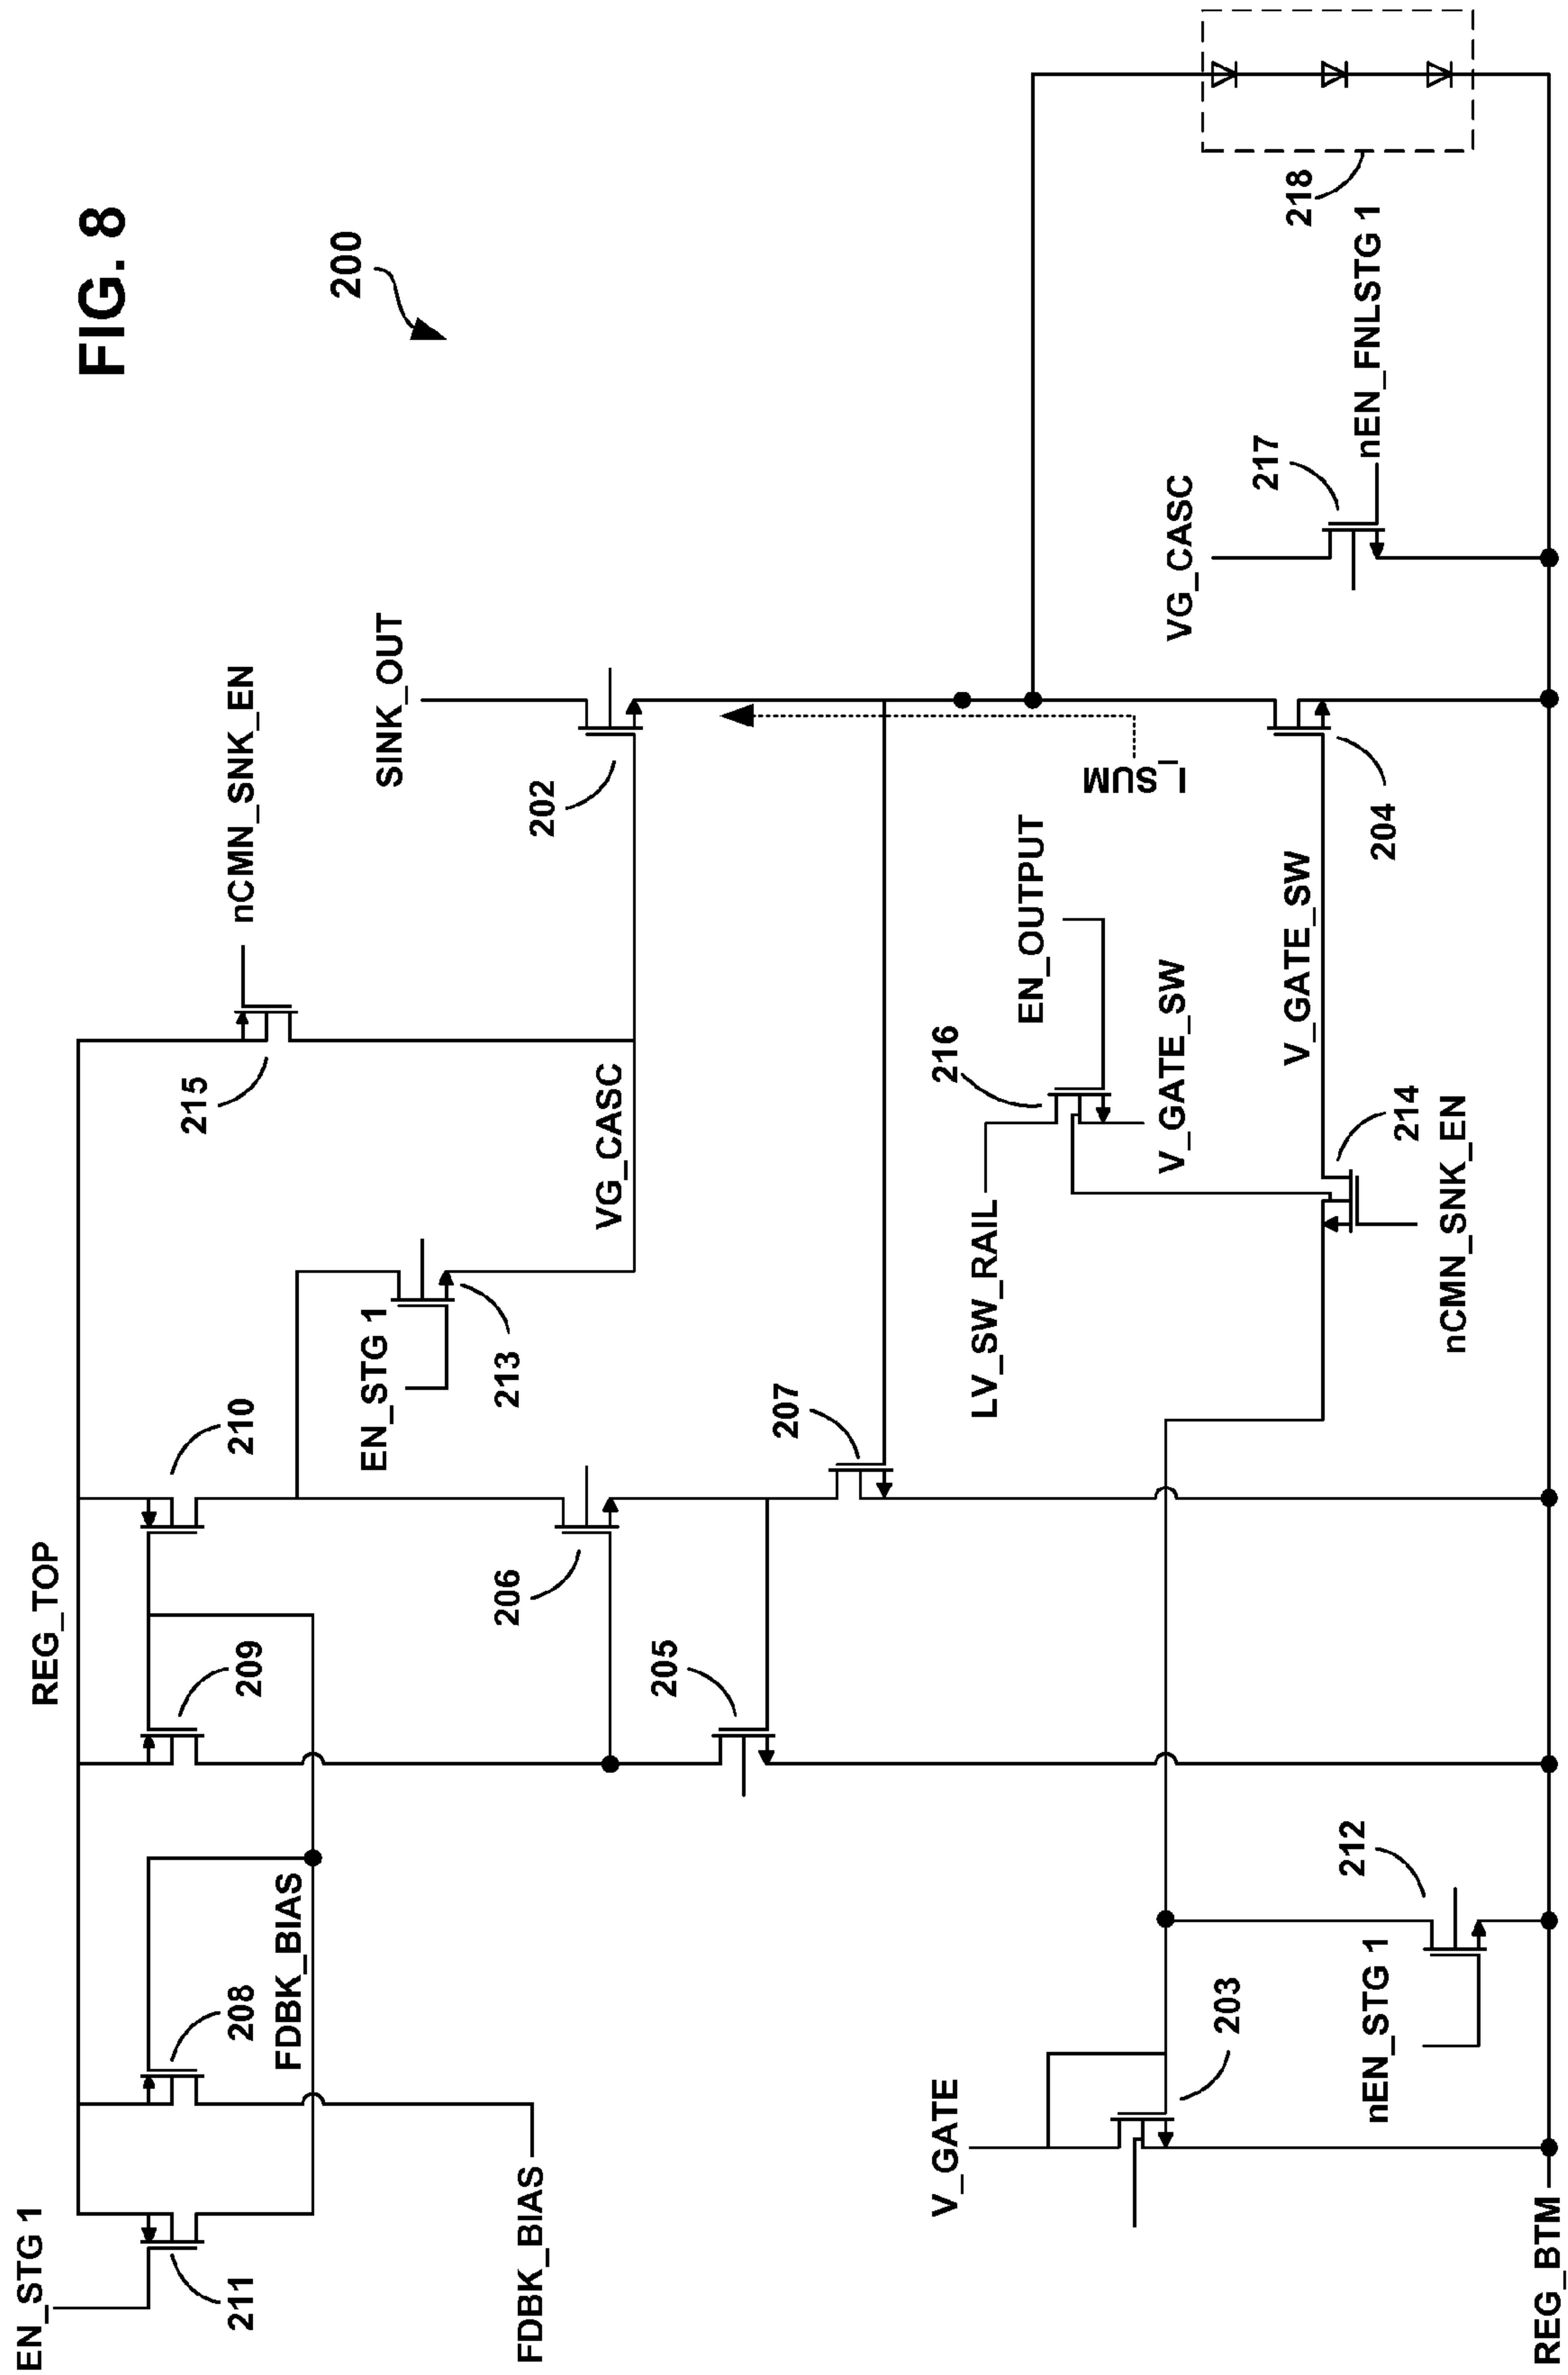 FIG. 8
200
EN_STG 1
211
208
FDBK_BIAS
FDBK_BIAS
REG_TOP
209
210
215
nCMN_SNK_EN
SINK_OUT
202
VG_CASC
EN_STG 1
213
206
205
207
I_SUM
LV_SW_RAIL
216
EN_OUTPUT
V_GATE_SW
V_GATE_SW
204
214
nCMN_SNK_EN
V_GATE
203
nEN_STG 1
212
VG_CASC
217
nEN_FNLSTG 1
218
REG_BTM